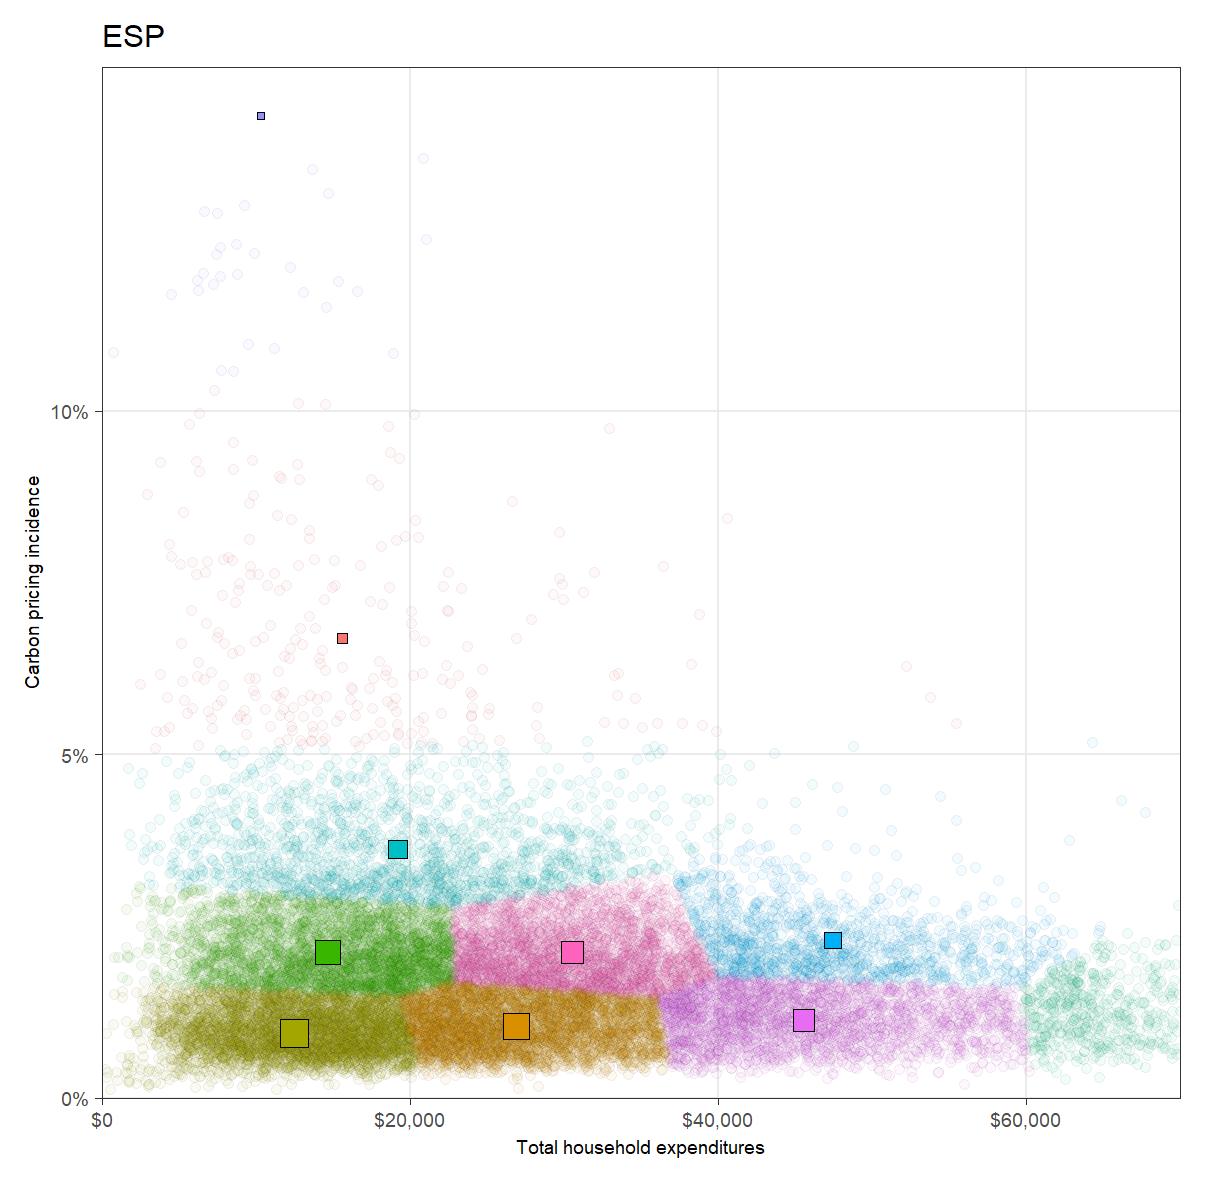 ESP
Carbon pricing incidence
10%
5%
0%
$0
$20,000
$40,000
$60,000
Total household expenditures